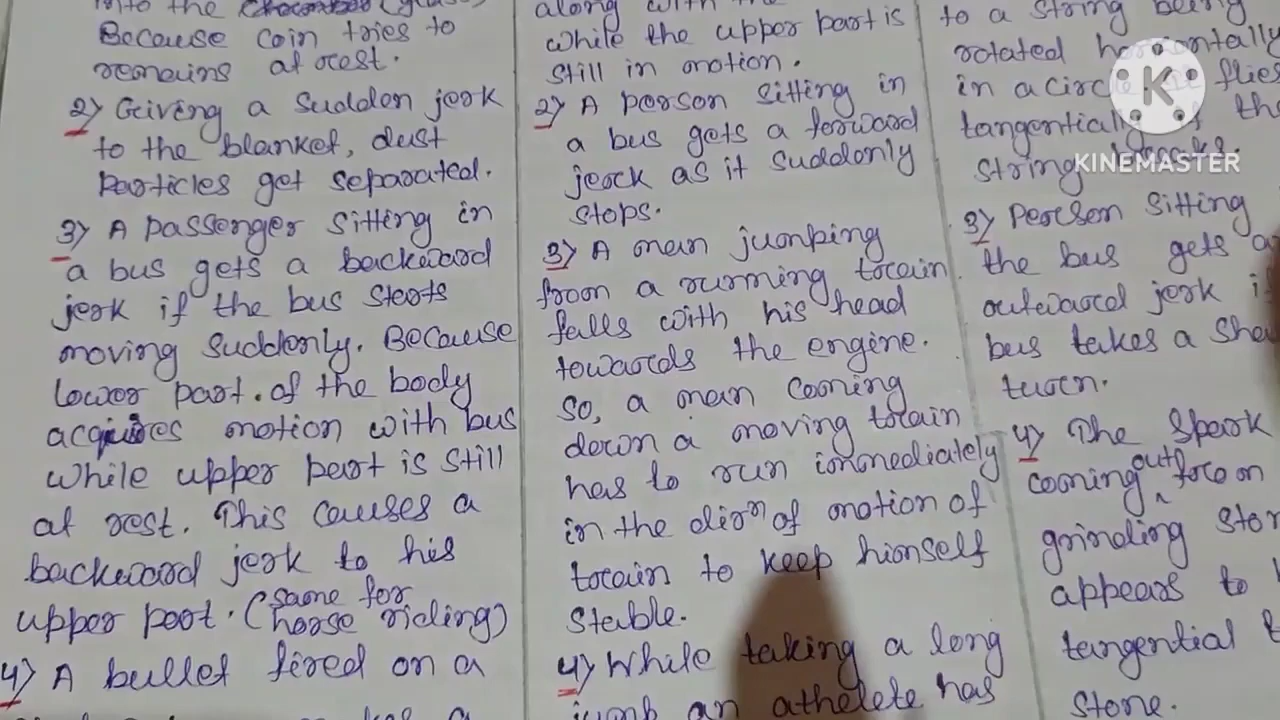 into the
Because coin tries to
remains at rest.
2) Giving a sudden jerk
to the blanket, dust
Particles get separated.
3) A passenger sitting in
a bus gets a backward
jerk if the bus starts
moving suddenly. Because
lower part of the body
acquires motion with bus
while upper part is still
at rest. This causes a
backward jerk to his
upper part. (same for
horse riding)
4) A bullet fired on a
along with the
while the upper part is
still in motion.
2) A person sitting in
a bus gets a forward
jerk as it suddenly
stops.
3) A man jumping
from a running train
falls with his head
towards the engine.
So, a man coming
down a moving train
has to run immediately
in the dirⁿ of motion of
train to keep himself
stable.
4) While taking a long
jump an athelete has
to a string being
rotated horizontally
in a circle flies
tangentially
string breaks.
3) Person sitting
the bus gets
outward jerk if
bus takes a
turn.
4) The spark
coming out from
grinding
appears to
tangential
stone.
K
KINEMASTER